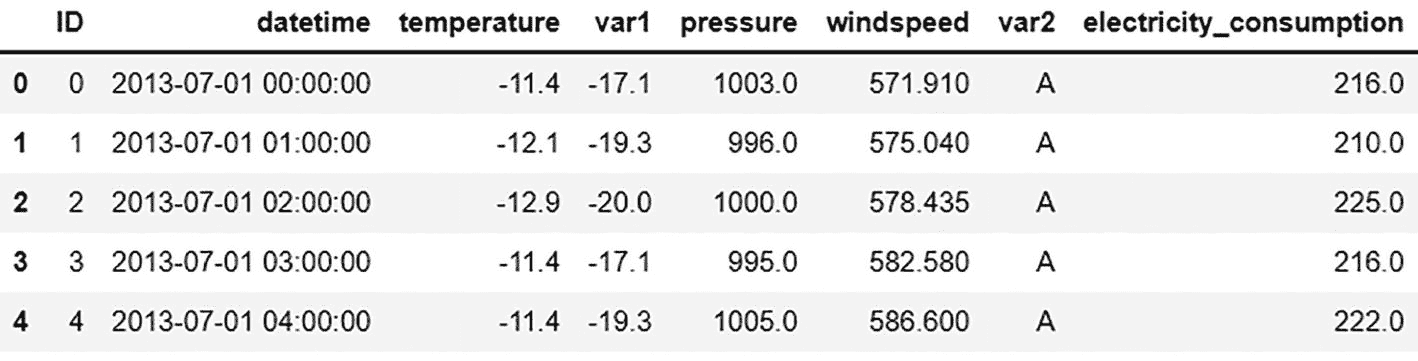 ID datetime temperature var1 pressure windspeed var2 electricity_consumption
0 0 2013-07-01 00:00:00 -11.4 -17.1 1003.0 571.910 A 216.0
1 1 2013-07-01 01:00:00 -12.1 -19.3 996.0 575.040 A 210.0
2 2 2013-07-01 02:00:00 -12.9 -20.0 1000.0 578.435 A 225.0
3 3 2013-07-01 03:00:00 -11.4 -17.1 995.0 582.580 A 216.0
4 4 2013-07-01 04:00:00 -11.4 -19.3 1005.0 586.600 A 222.0